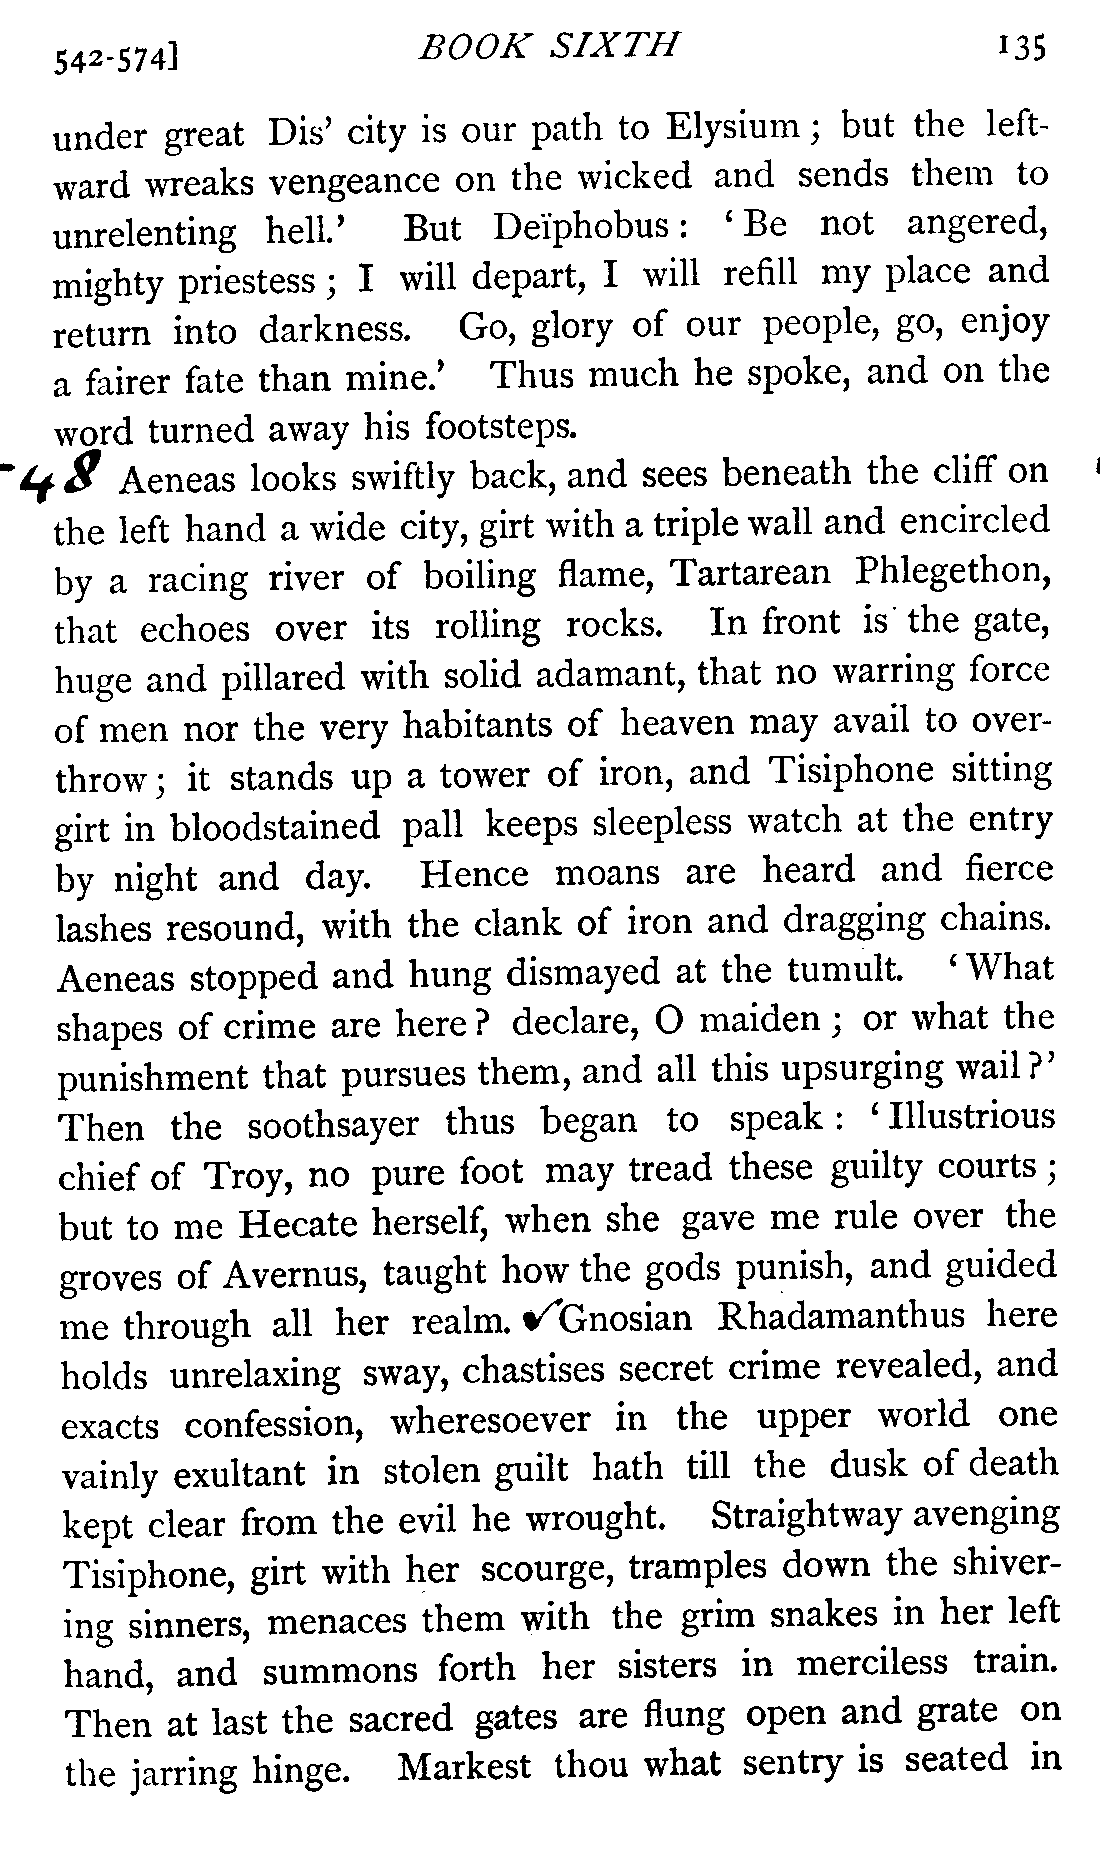 542-574] BOOK SIXTH 135
under great Dis’ city is our path to Elysium ; but the left-
ward wreaks vengeance on the wicked and sends them to
unrelenting hell.’ But Deïphobus : ‘ Be not angered,
mighty priestess ; I will depart, I will refill my place and
return into darkness. Go, glory of our people, go, enjoy
a fairer fate than mine.’ Thus much he spoke, and on the
word turned away his footsteps.
-48 Aeneas looks swiftly back, and sees beneath the cliff on
the left hand a wide city, girt with a triple wall and encircled
by a racing river of boiling flame, Tartarean Phlegethon,
that echoes over its rolling rocks. In front is the gate,
huge and pillared with solid adamant, that no warring force
of men nor the very habitants of heaven may avail to over-
throw ; it stands up a tower of iron, and Tisiphone sitting
girt in bloodstained pall keeps sleepless watch at the entry
by night and day. Hence moans are heard and fierce
lashes resound, with the clank of iron and dragging chains.
Aeneas stopped and hung dismayed at the tumult. ‘ What
shapes of crime are here ? declare, O maiden ; or what the
punishment that pursues them, and all this upsurging wail ?’
Then the soothsayer thus began to speak : ‘ Illustrious
chief of Troy, no pure foot may tread these guilty courts ;
but to me Hecate herself, when she gave me rule over the
groves of Avernus, taught how the gods punish, and guided
me through all her realm. ✓Gnosian Rhadamanthus here
holds unrelaxing sway, chastises secret crime revealed, and
exacts confession, wheresoever in the upper world one
vainly exultant in stolen guilt hath till the dusk of death
kept clear from the evil he wrought. Straightway avenging
Tisiphone, girt with her scourge, tramples down the shiver-
ing sinners, menaces them with the grim snakes in her left
hand, and summons forth her sisters in merciless train.
Then at last the sacred gates are flung open and grate on
the jarring hinge. Markest thou what sentry is seated in